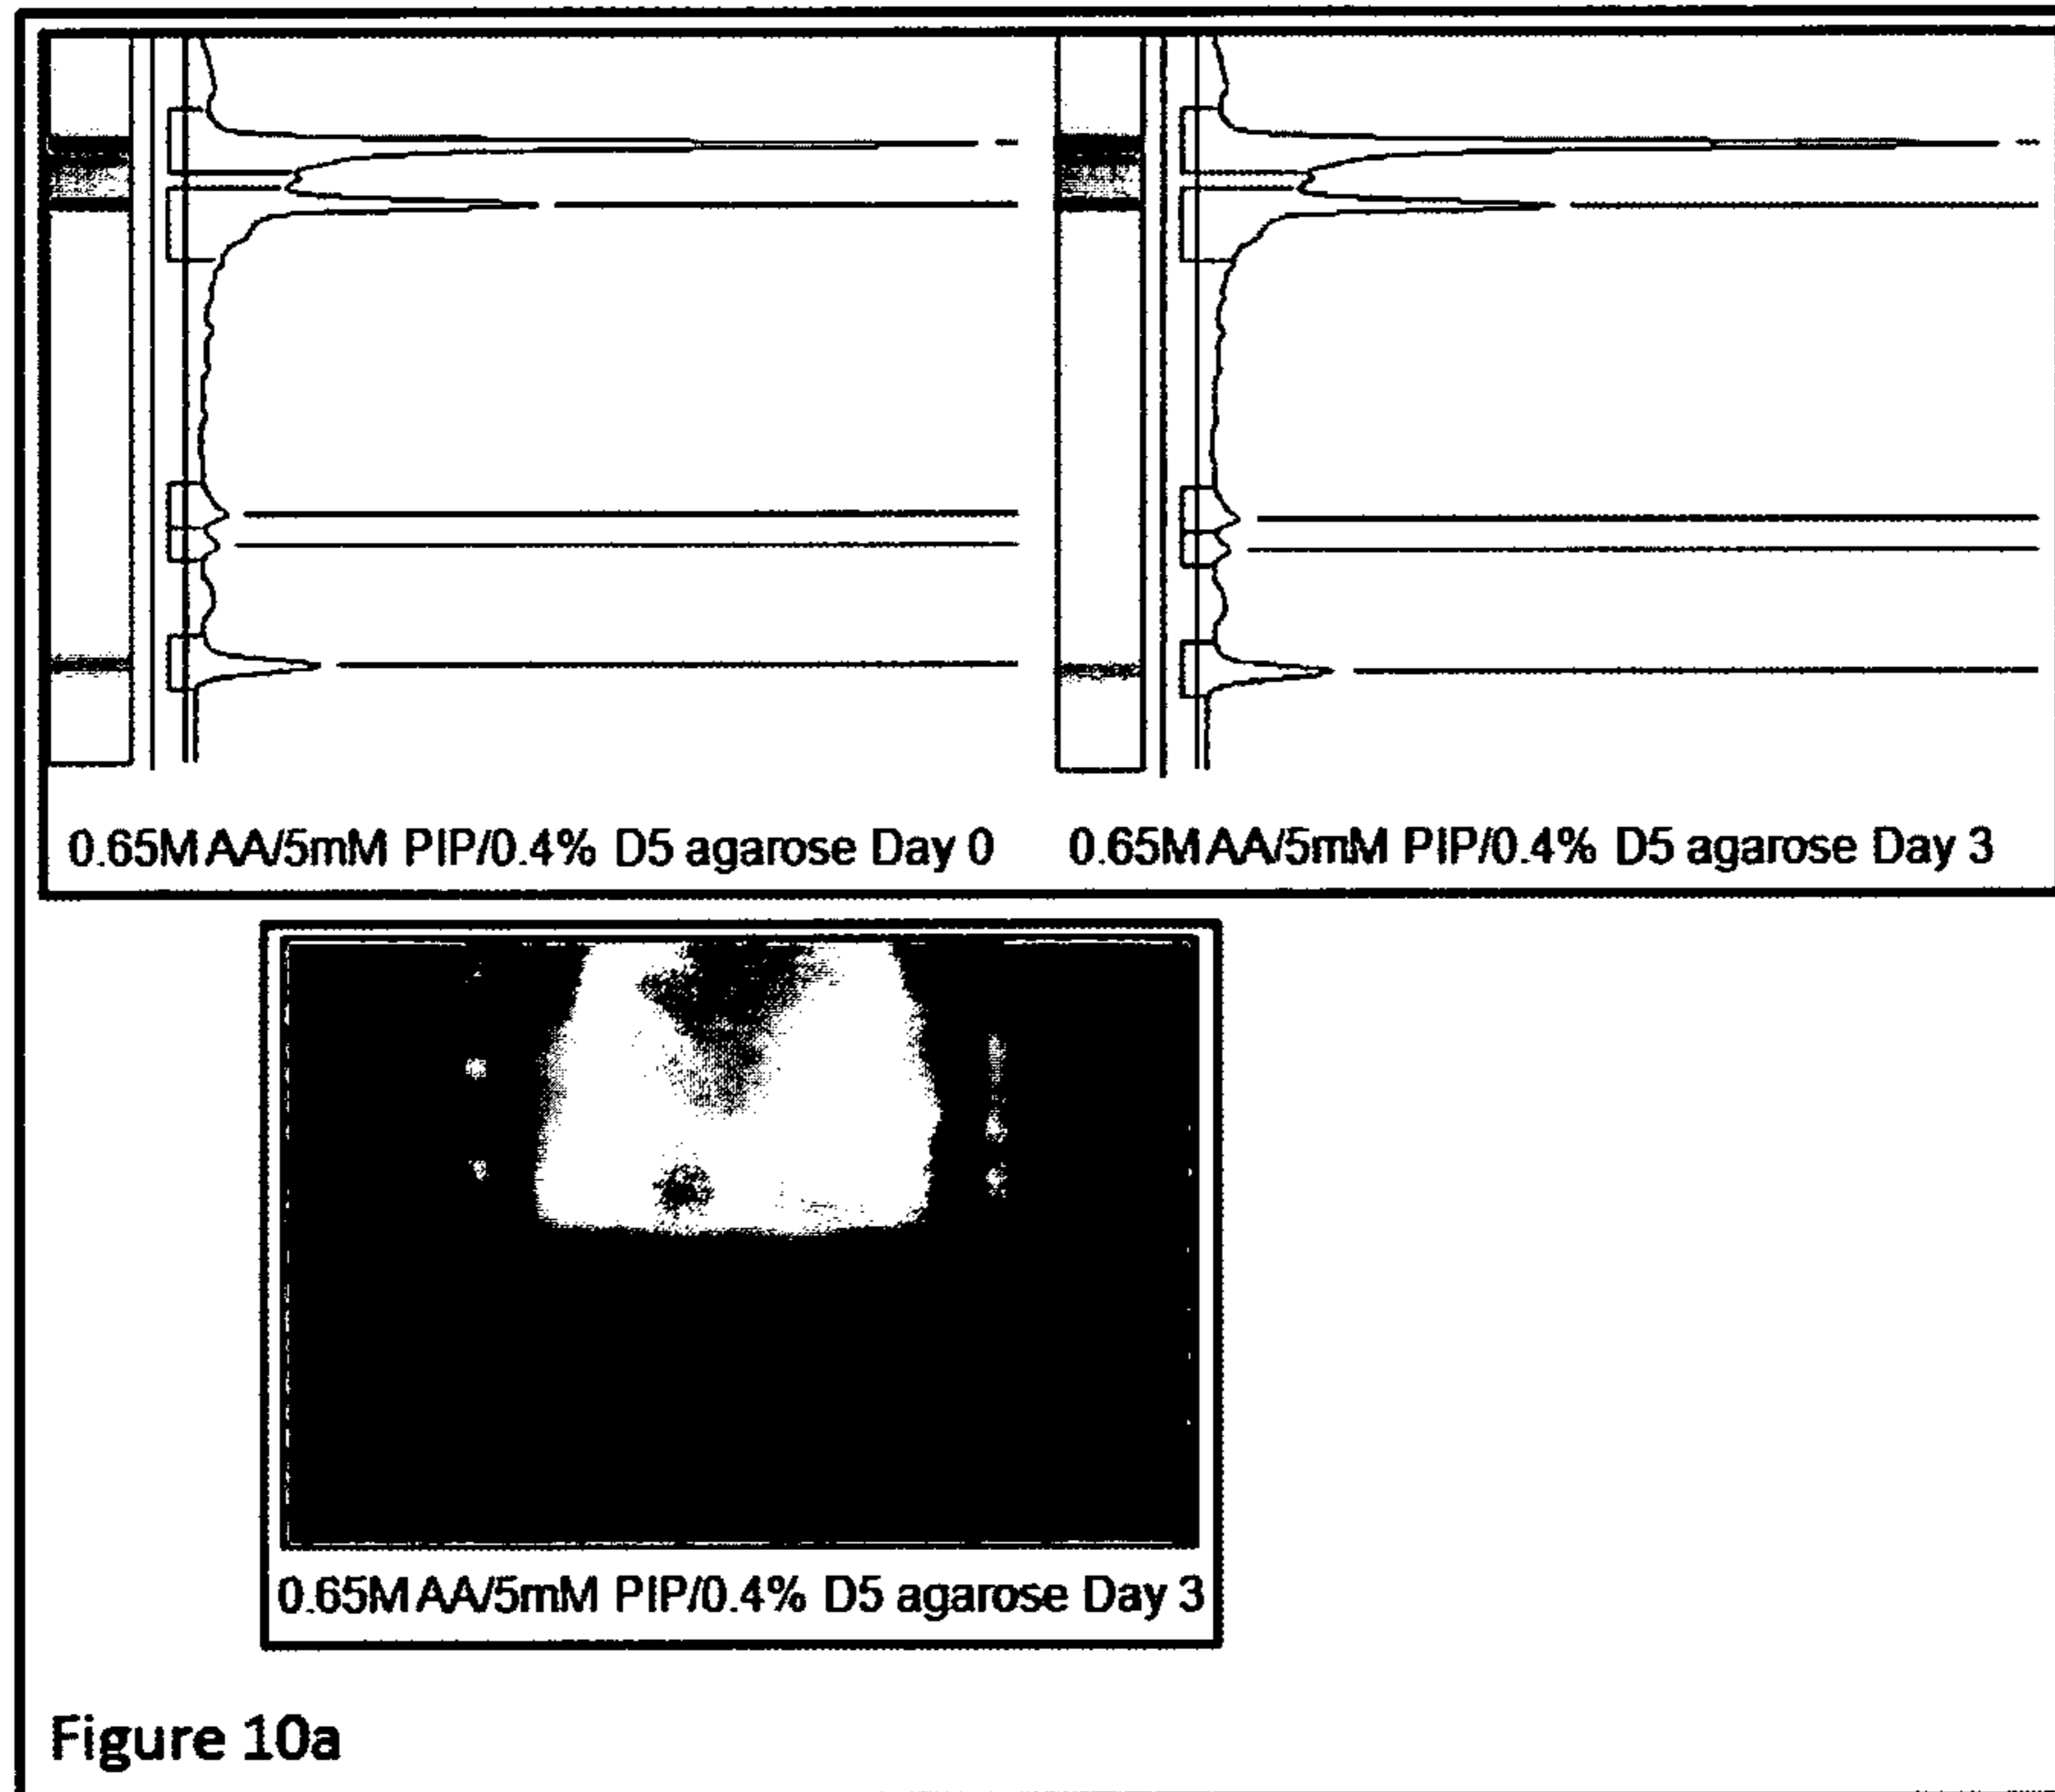 0.65M AA/5mM PIP/0.4% D5 agarose Day 0
0.65M AA/5mM PIP/0.4% D5 agarose Day 3
0.65M AA/5mM PIP/0.4% D5 agarose Day 3
Figure 10a